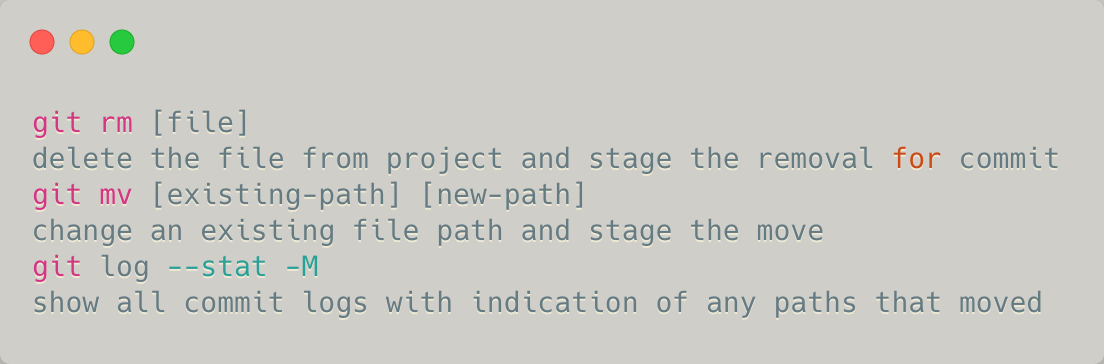 git rm [file]
delete the file from project and stage the removal for commit
git mv [existing-path] [new-path]
change an existing file path and stage the move
git log --stat -M
show all commit logs with indication of any paths that moved